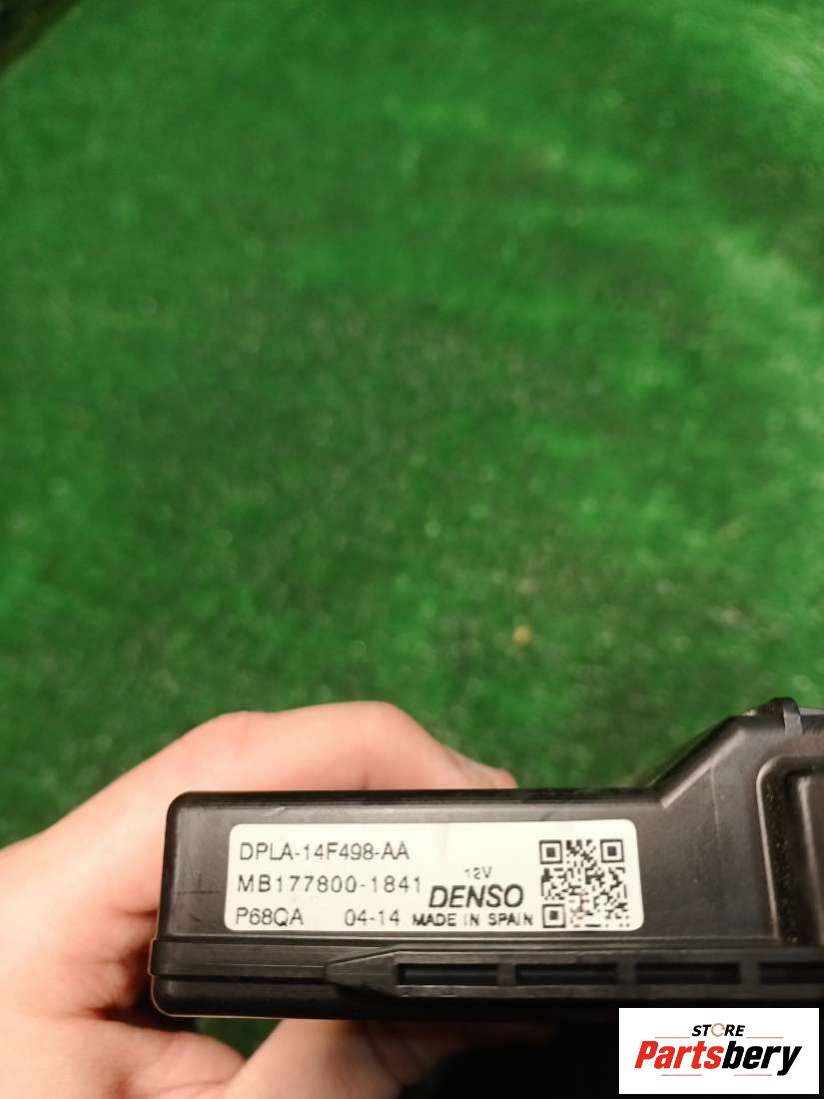 DPLA-14F498-AA
MB177800-1841
12V
DENSO
P68QA 04-14 MADE IN SPAIN
STORE
Partsbery